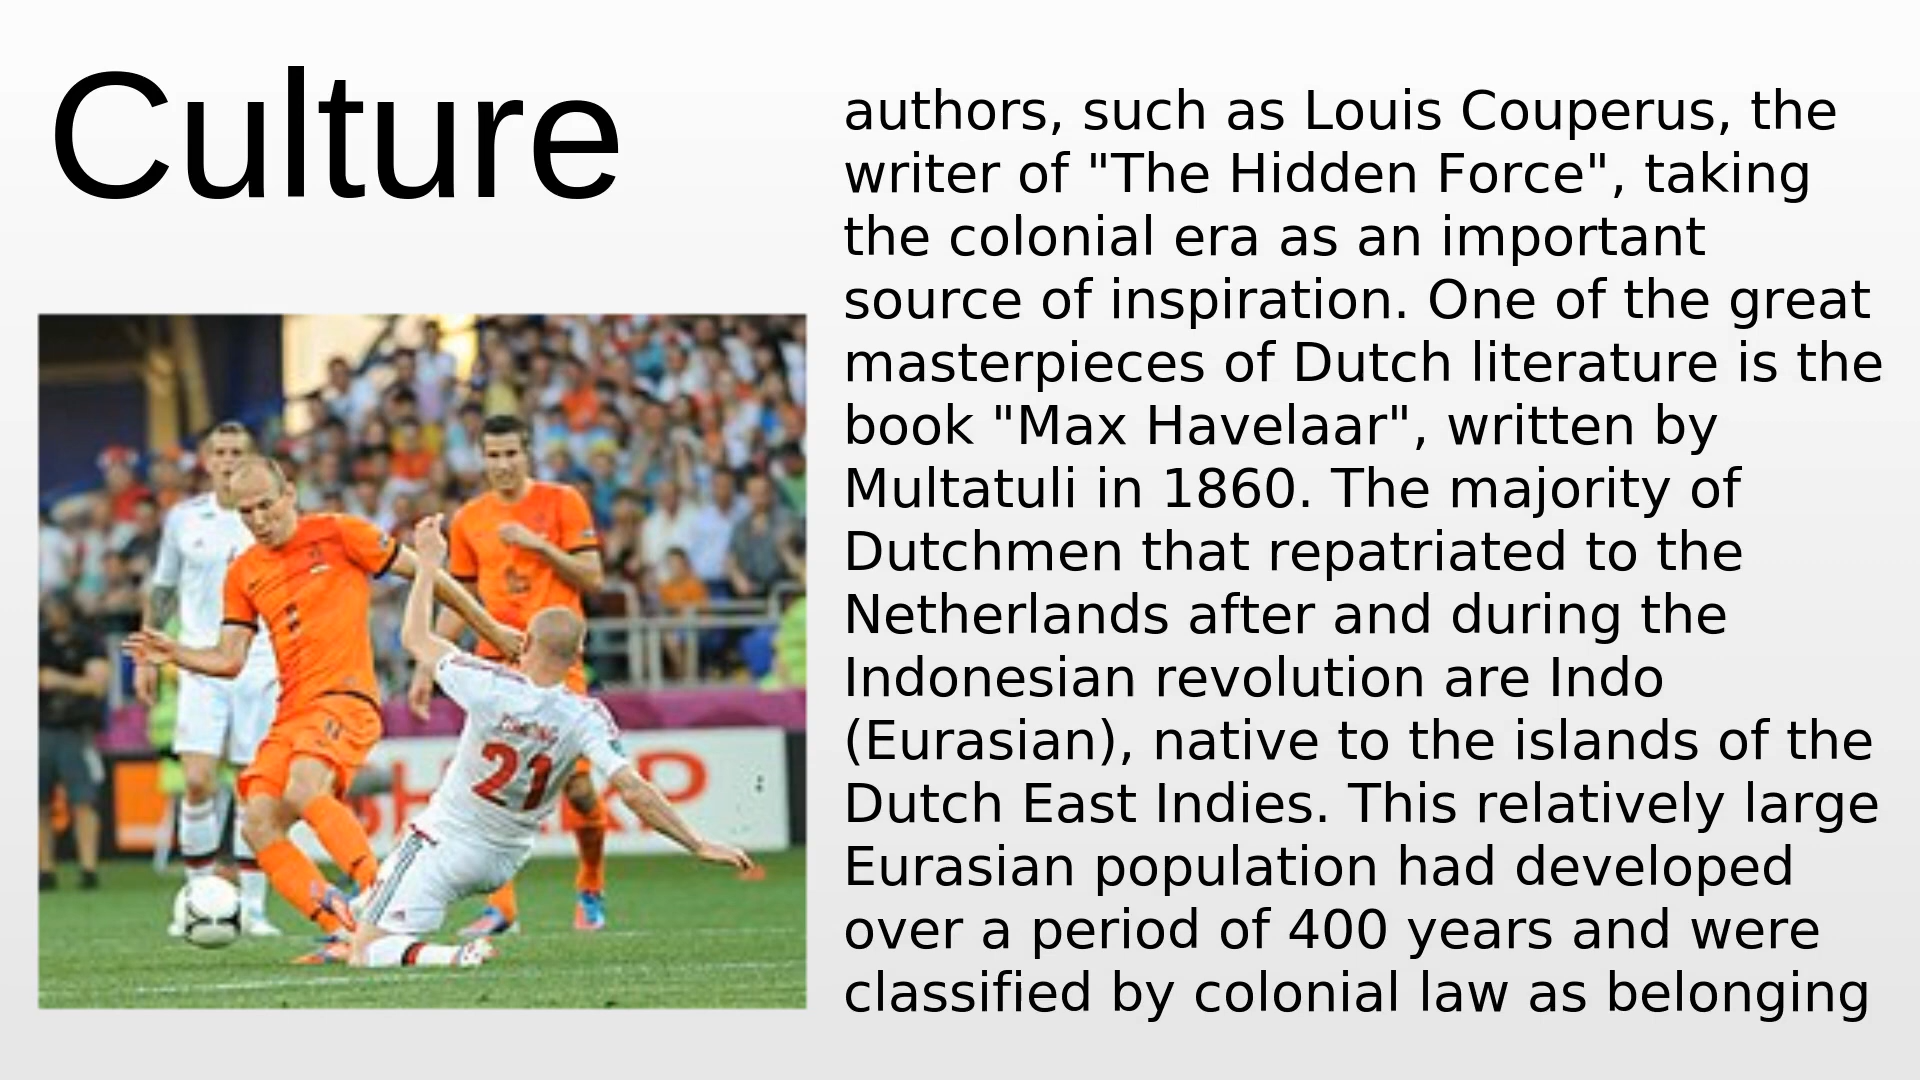 Culture
authors, such as Louis Couperus, the
writer of "The Hidden Force", taking
the colonial era as an important
source of inspiration. One of the great
masterpieces of Dutch literature is the
book "Max Havelaar", written by
Multatuli in 1860. The majority of
Dutchmen that repatriated to the
Netherlands after and during the
Indonesian revolution are Indo
(Eurasian), native to the islands of the
Dutch East Indies. This relatively large
Eurasian population had developed
over a period of 400 years and were
classified by colonial law as belonging
21